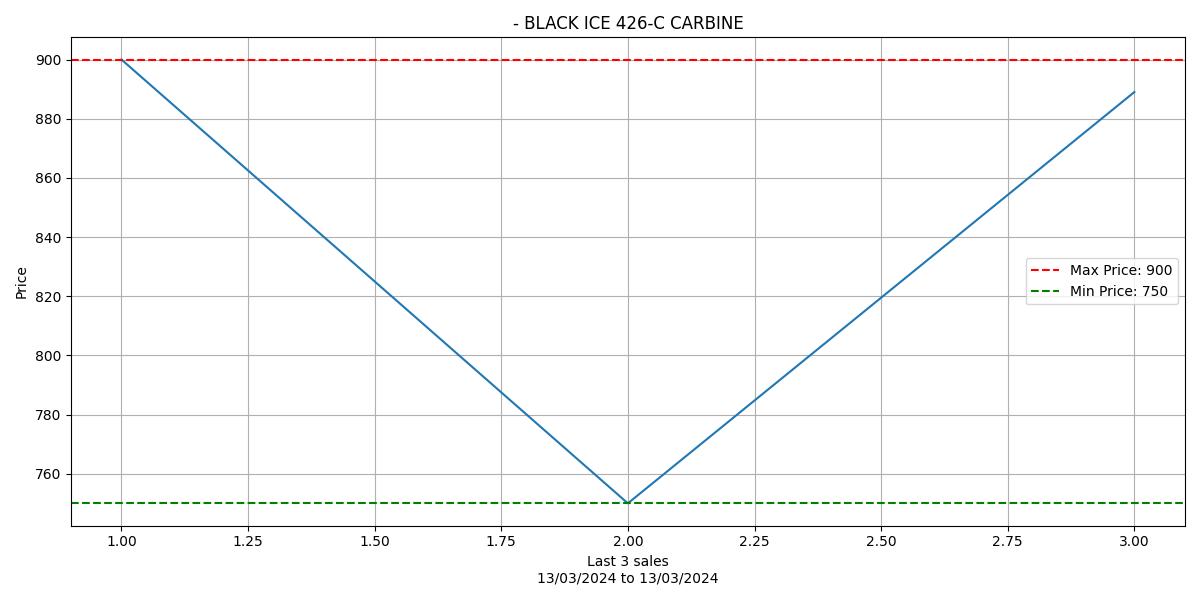 - BLACK ICE 426-C CARBINE
900
880
860
840
820
800
780
760
Price
Max Price: 900
Min Price: 750
1.00 1.25 1.50 1.75 2.00 2.25 2.50 2.75 3.00
Last 3 sales
13/03/2024 to 13/03/2024